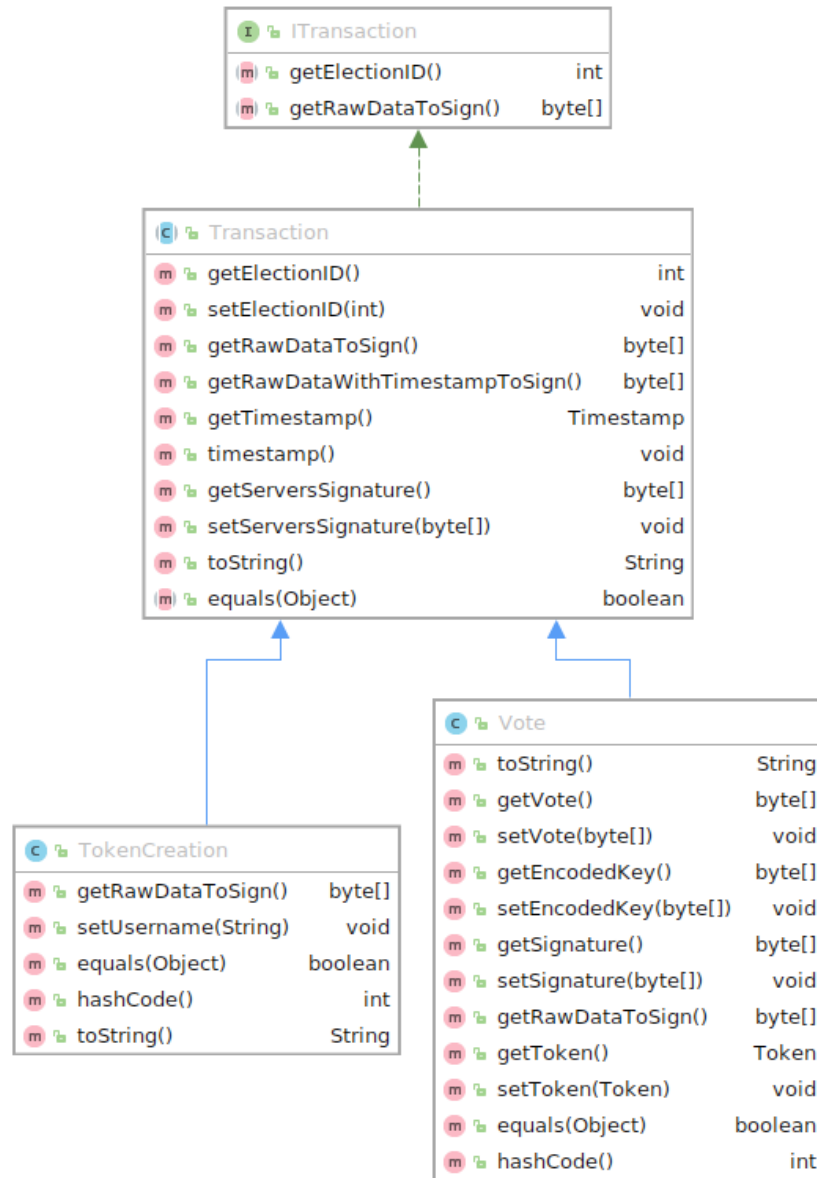 I ITransaction
m getElectionID() int
m getRawDataToSign() byte[]
C Transaction
m getElectionID() int
m setElectionID(int) void
m getRawDataToSign() byte[]
m getRawDataWithTimestampToSign() byte[]
m getTimestamp() Timestamp
m timestamp() void
m getServersSignature() byte[]
m setServersSignature(byte[]) void
m toString() String
m equals(Object) boolean
C TokenCreation
m getRawDataToSign() byte[]
m setUsername(String) void
m equals(Object) boolean
m hashCode() int
m toString() String
C Vote
m toString() String
m getVote() byte[]
m setVote(byte[]) void
m getEncodedKey() byte[]
m setEncodedKey(byte[]) void
m getSignature() byte[]
m setSignature(byte[]) void
m getRawDataToSign() byte[]
m getToken() Token
m setToken(Token) void
m equals(Object) boolean
m hashCode() int